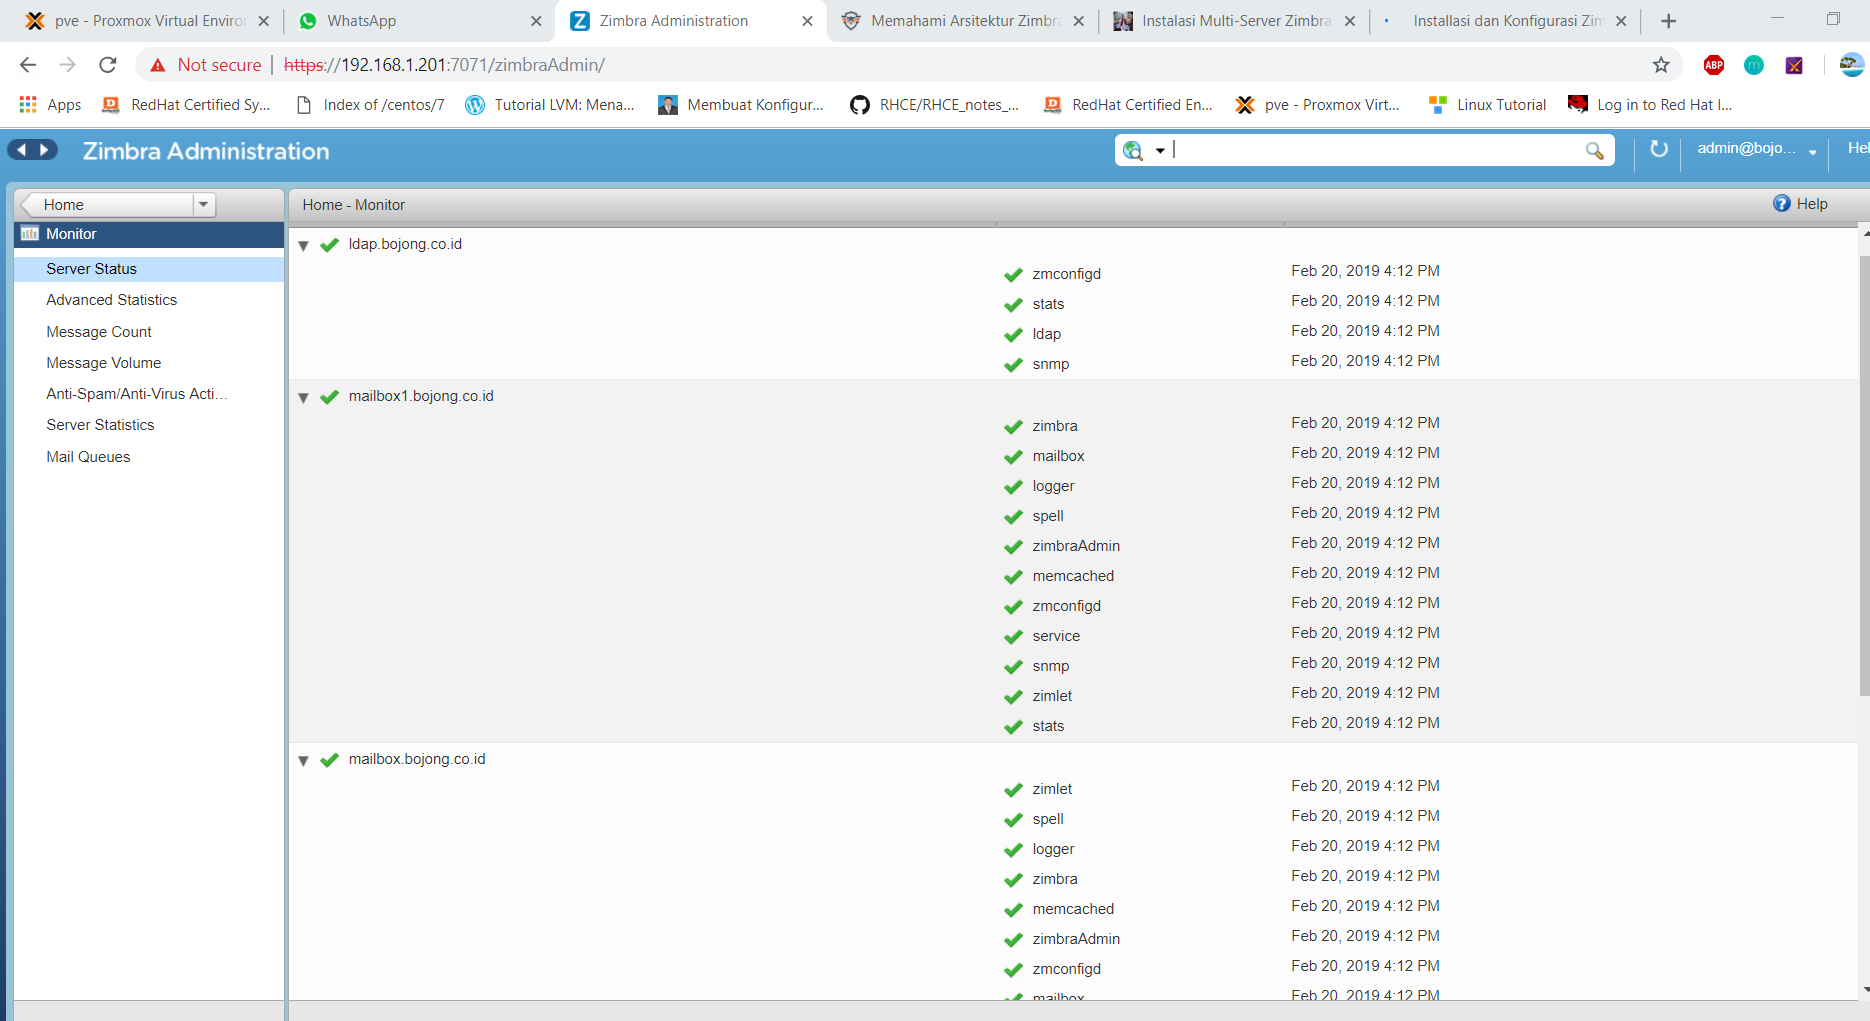 pve - Proxmox Virtual Enviror
WhatsApp
Zimbra Administration
Memahami Arsitektur Zimbra
Instalasi Multi-Server Zimbra
Installasi dan Konfigurasi Zim
Not secure | https://192.168.1.201:7071/zimbraAdmin/
ABP
m
Apps
RedHat Certified Sy...
Index of /centos/7
Tutorial LVM: Mena...
Membuat Konfigur...
RHCE/RHCE_notes_...
RedHat Certified En...
pve - Proxmox Virt...
Linux Tutorial
Log in to Red Hat I...
Zimbra Administration
admin@bojo...
Hel
Home
Home - Monitor
Help
Monitor
Server Status
Advanced Statistics
Message Count
Message Volume
Anti-Spam/Anti-Virus Acti...
Server Statistics
Mail Queues
ldap.bojong.co.id
zmconfigd Feb 20, 2019 4:12 PM
stats Feb 20, 2019 4:12 PM
ldap Feb 20, 2019 4:12 PM
snmp Feb 20, 2019 4:12 PM
mailbox1.bojong.co.id
zimbra Feb 20, 2019 4:12 PM
mailbox Feb 20, 2019 4:12 PM
logger Feb 20, 2019 4:12 PM
spell Feb 20, 2019 4:12 PM
zimbraAdmin Feb 20, 2019 4:12 PM
memcached Feb 20, 2019 4:12 PM
zmconfigd Feb 20, 2019 4:12 PM
service Feb 20, 2019 4:12 PM
snmp Feb 20, 2019 4:12 PM
zimlet Feb 20, 2019 4:12 PM
stats Feb 20, 2019 4:12 PM
mailbox.bojong.co.id
zimlet Feb 20, 2019 4:12 PM
spell Feb 20, 2019 4:12 PM
logger Feb 20, 2019 4:12 PM
zimbra Feb 20, 2019 4:12 PM
memcached Feb 20, 2019 4:12 PM
zimbraAdmin Feb 20, 2019 4:12 PM
zmconfigd Feb 20, 2019 4:12 PM
mailbox Feb 20, 2019 4:12 PM